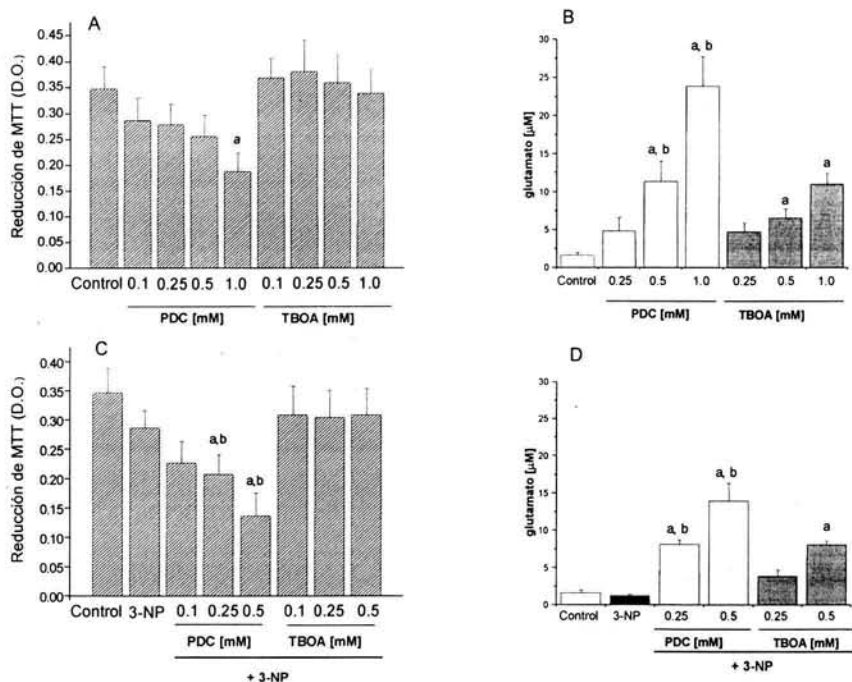 A
Reducción de MTT (D.O.)
0.45
0.40
0.35
0.30
0.25
0.20
0.15
0.10
0.05
0.00
a
Control 0.1 0.25 0.5 1.0 0.1 0.25 0.5 1.0
PDC [mM] TBOA [mM]
B
glutamato [µM]
30
25
20
15
10
5
0
a, b
a, b
a
a
Control 0.25 0.5 1.0 0.25 0.5 1.0
PDC [mM] TBOA [mM]
C
Reducción de MTT (D.O.)
0.40
0.35
0.30
0.25
0.20
0.15
0.10
0.05
0.00
a,b
a,b
Control 3-NP 0.1 0.25 0.5 0.1 0.25 0.5
PDC [mM] TBOA [mM]
+ 3-NP
D
glutamato [µM]
30
25
20
15
10
5
0
a, b
a, b
a
Control 3-NP 0.25 0.5 0.25 0.5
PDC [mM] TBOA [mM]
+ 3-NP